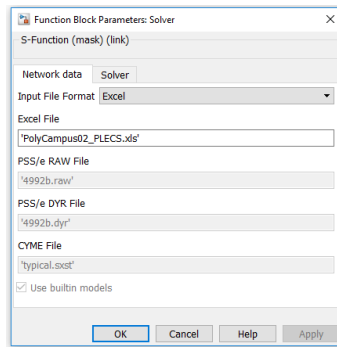 Function Block Parameters: Solver
S-Function (mask) (link)
Network data Solver
Input File Format Excel
Excel File
'PolyCampus02_PLECS.xls'
PSS/e RAW File
'4992b.raw'
PSS/e DYR File
'4992b.dyr'
CYME File
'typical.sxst'
Use builtin models
OK Cancel Help Apply